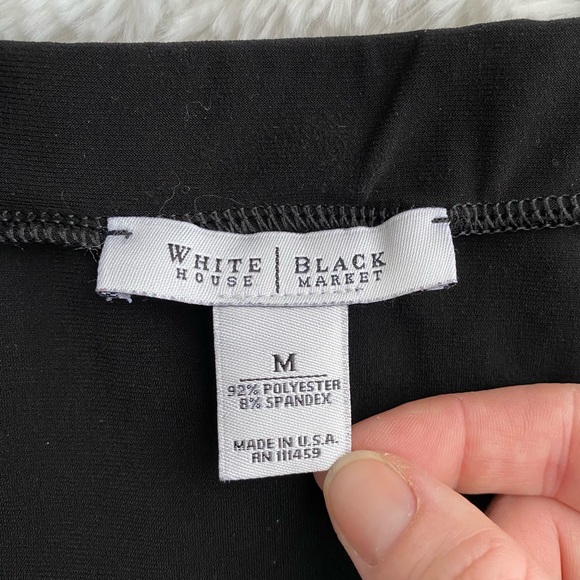 WHITE | BLACK
HOUSE | MARKET
M
92% POLYESTER
8% SPANDEX
MADE IN U.S.A.
RN 111459